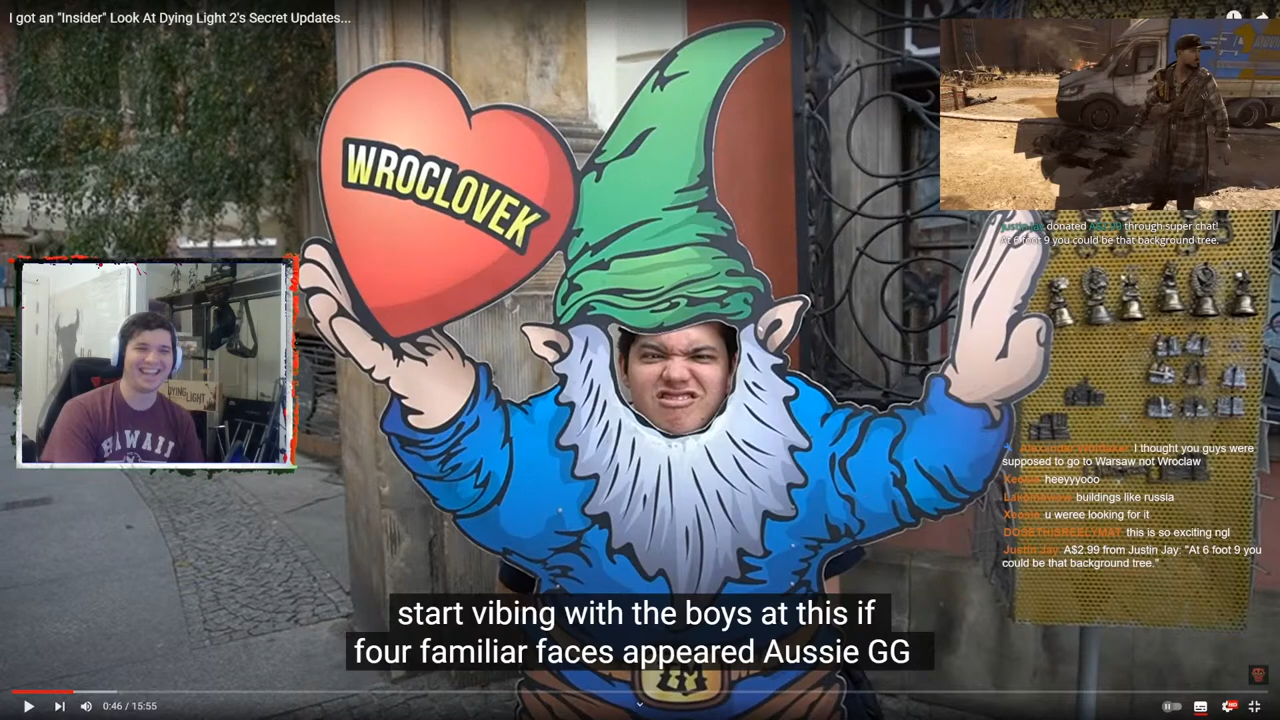 I got an "Insider" Look At Dying Light 2's Secret Updates...
WROCLOVEK
donated through super chat!
At 6 foot 9 you could be that background tree.
DYING LIGHT
HAWAII
I thought you guys were
supposed to go to Warsaw not Wroclaw
heeyyyooo
buildings like russia
u weree looking for it
this is so exciting ngl
Justin Jay A$2.99 from Justin Jay: "At 6 foot 9 you
could be that background tree."
start vibing with the boys at this if
four familiar faces appeared Aussie GG
0:46 / 15:55
HD